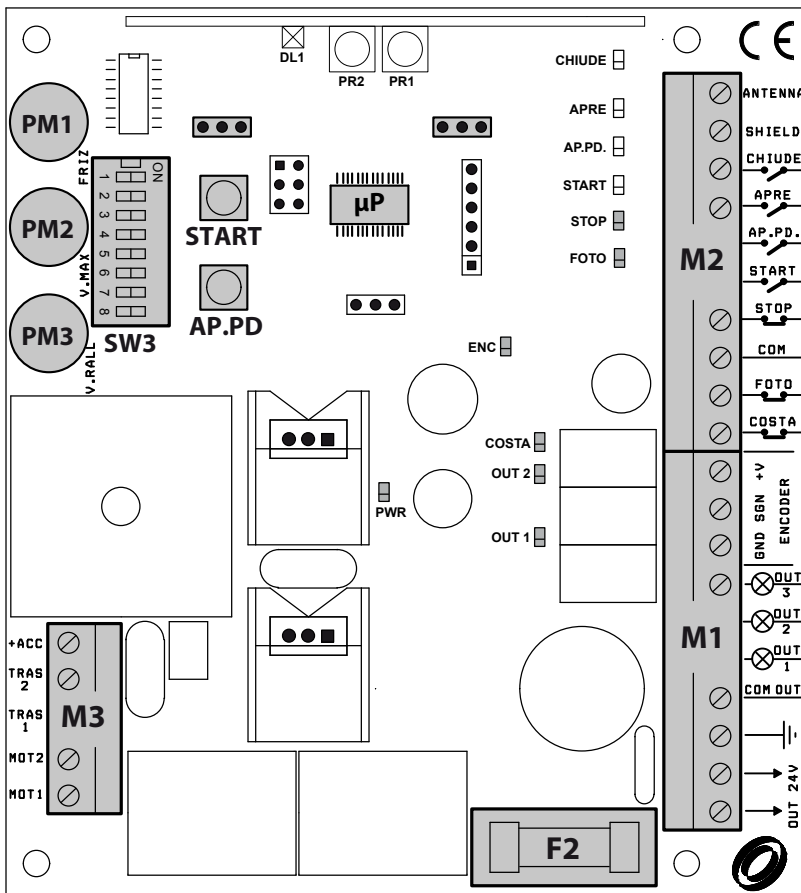 CE
DL1
PR2
PR1
CHIUDE
APRE
AP.PD.
START
STOP
FOTO
PM1
FRIZ
PM2
V.MAX
PM3
V.RALL
ON
1
2
3
4
5
6
7
8
SW3
START
AP.PD
µP
ENC
COSTA
OUT 2
OUT 1
PWR
M2
ANTENNA
SHIELD
CHIUDE
APRE
AP.PD.
START
STOP
COM
FOTO
COSTA
M1
GND SGN +V
ENCODER
OUT
3
OUT
2
OUT
1
COM OUT
OUT 24V
+ACC
TRAS
2
TRAS
1
MOT2
MOT1
M3
F2